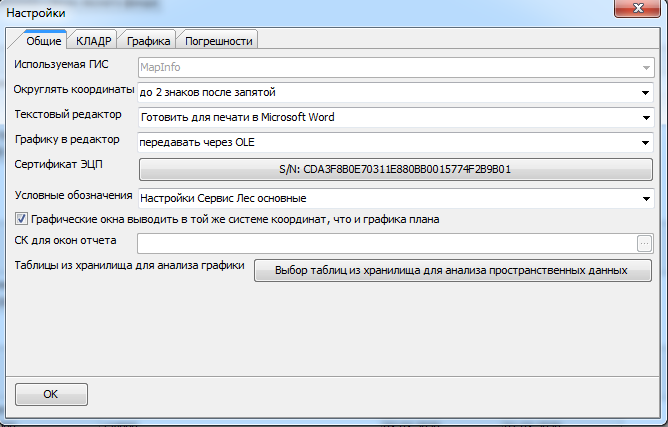 Настройки
Общие КЛАДР Графика Погрешности
Используемая ГИС MapInfo
Округлять координаты до 2 знаков после запятой
Текстовый редактор Готовить для печати в Microsoft Word
Графику в редактор передавать через OLE
Сертификат ЭЦП S/N: CDA3F8B0E70311E880BB0015774F2B9B01
Условные обозначения Настройки Сервис Лес основные
Графические окна выводить в той же системе координат, что и графика плана
СК для окон отчета ...
Таблицы из хранилища для анализа графики Выбор таблиц из хранилища для анализа пространственных данных
OK